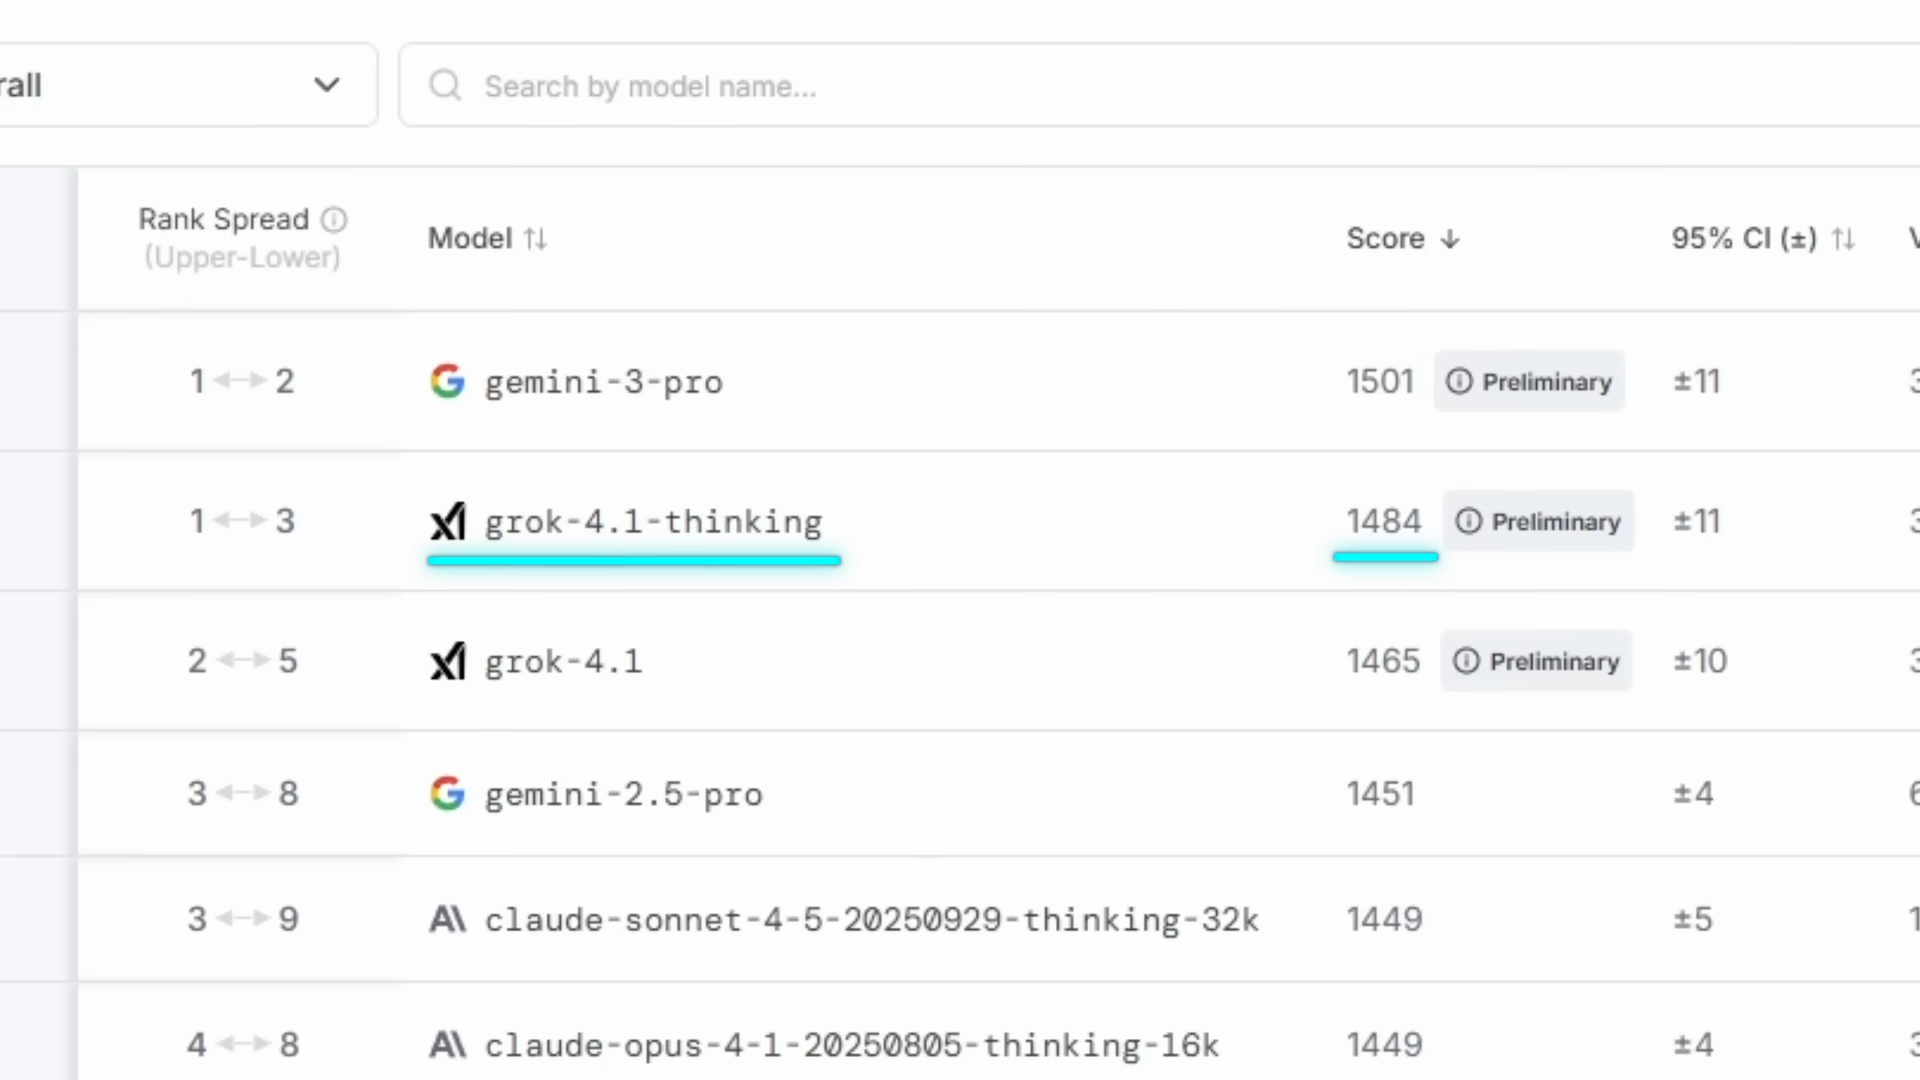 rall
Search by model name...
Rank Spread
(Upper-Lower)
Model
Score
95% CI (±)
1 2 gemini-3-pro 1501 Preliminary ±11
1 3 grok-4.1-thinking 1484 Preliminary ±11
2 5 grok-4.1 1465 Preliminary ±10
3 8 gemini-2.5-pro 1451 ±4
3 9 claude-sonnet-4-5-20250929-thinking-32k 1449 ±5
4 8 claude-opus-4-1-20250805-thinking-16k 1449 ±4